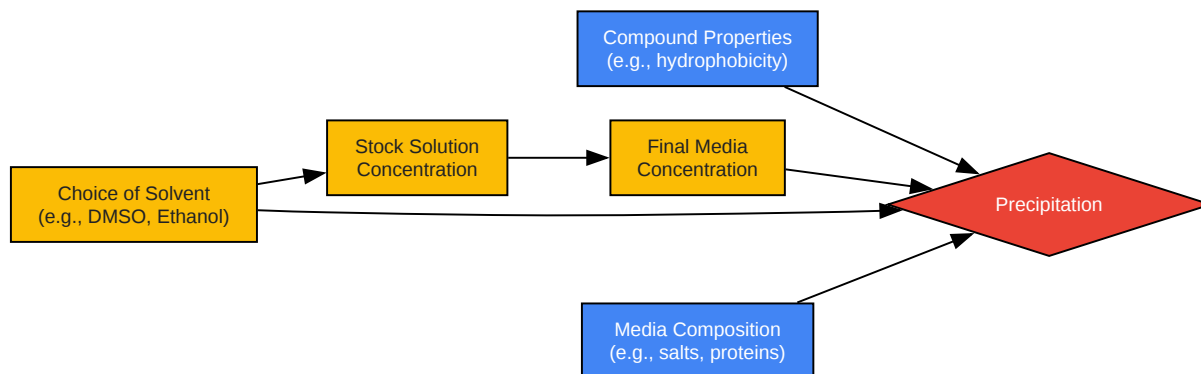 Compound Properties
(e.g., hydrophobicity)
Stock Solution
Concentration
Final Media
Concentration
Choice of Solvent
(e.g., DMSO, Ethanol)
Precipitation
Media Composition
(e.g., salts, proteins)